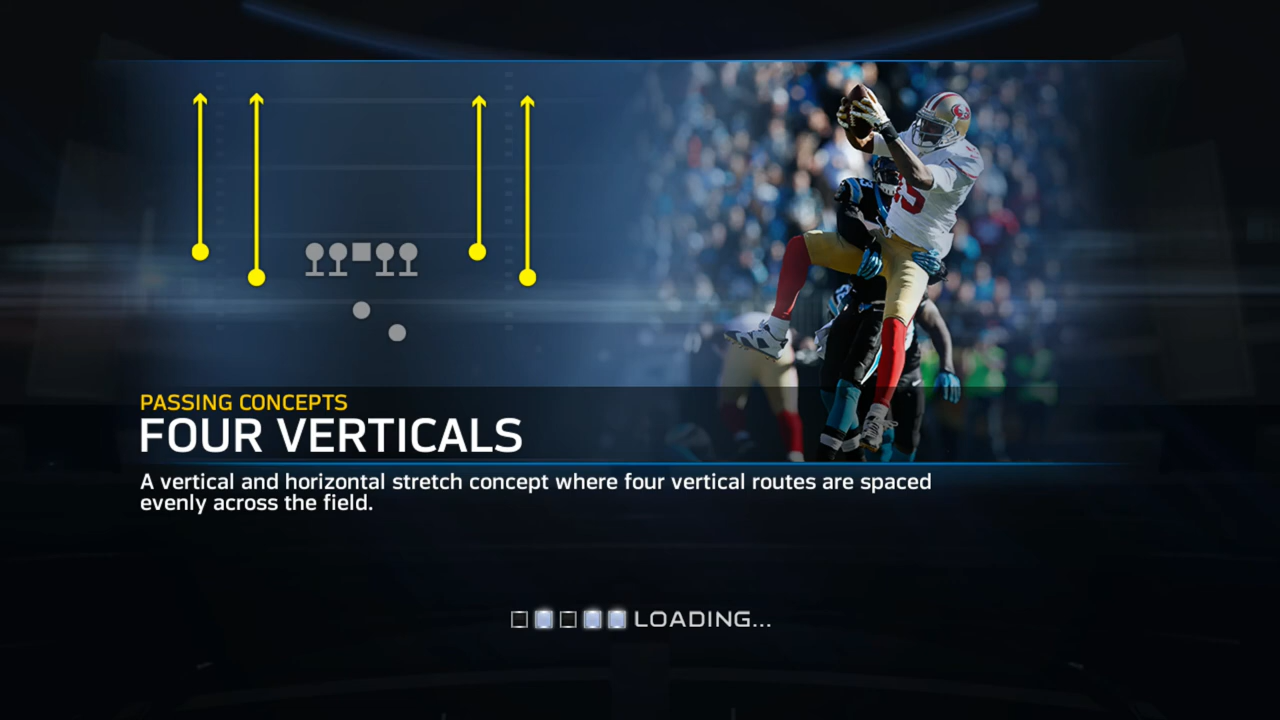 PASSING CONCEPTS
FOUR VERTICALS
A vertical and horizontal stretch concept where four vertical routes are spaced
evenly across the field.
LOADING...